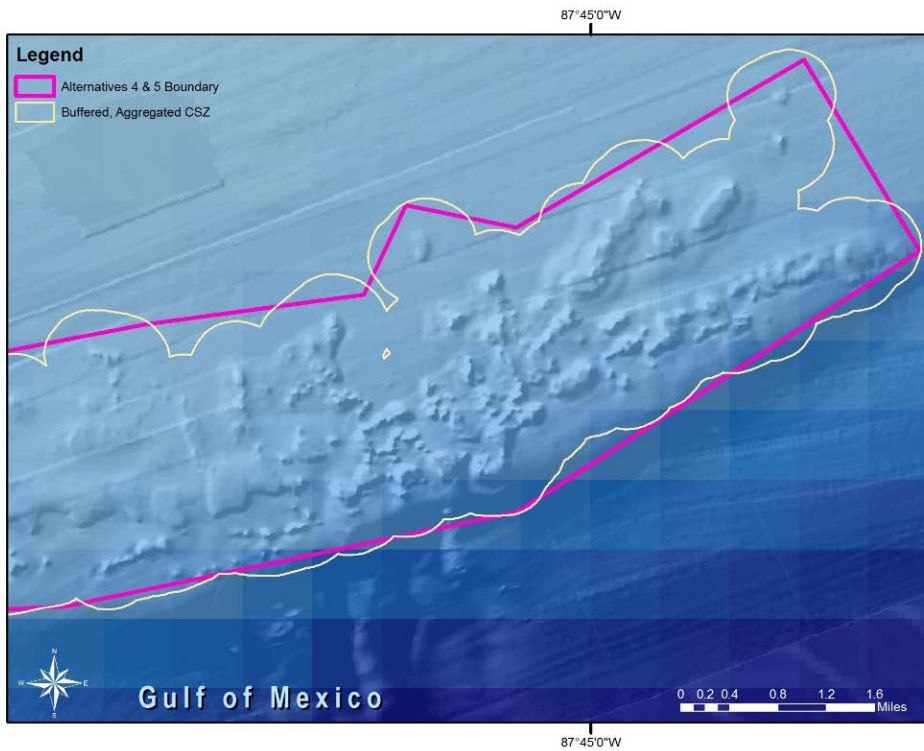 87°45'0"W
Legend
Alternatives 4 & 5 Boundary
Buffered, Aggregated CSZ
N
W E
S
Gulf of Mexico
0 0.2 0.4 0.8 1.2 1.6
Miles
87°45'0"W